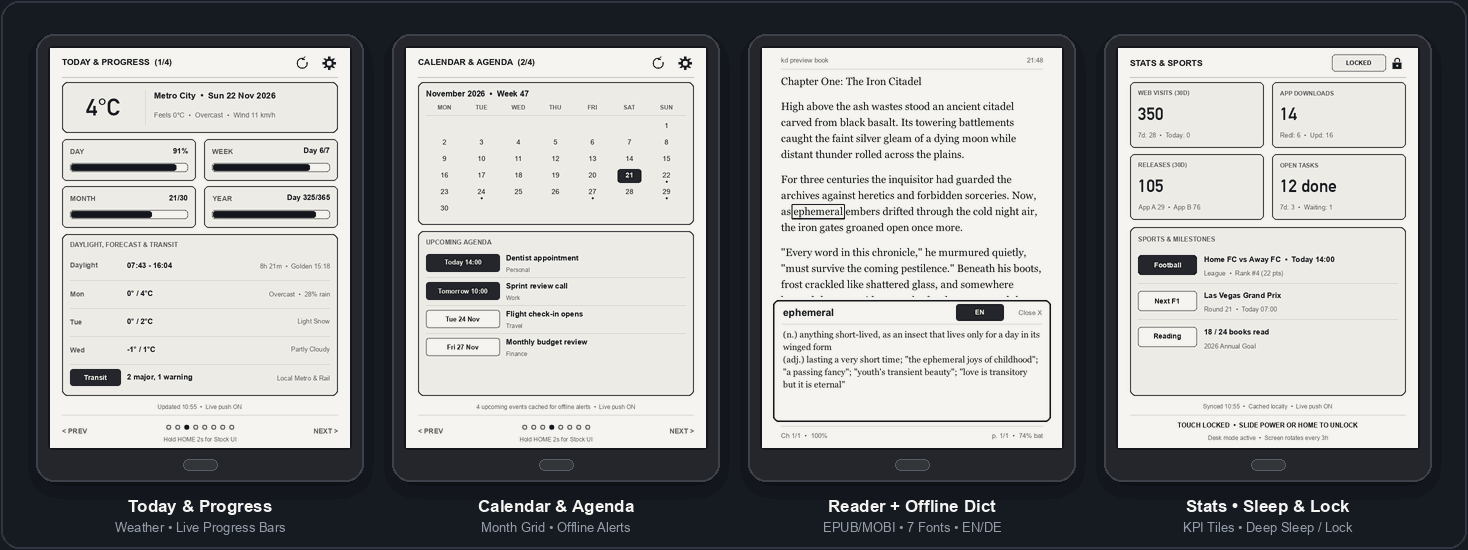 TODAY & PROGRESS (1/4)
4°C
Metro City • Sun 22 Nov 2026
Feels 0°C • Overcast • Wind 11 km/h
DAY 91%
WEEK Day 6/7
MONTH 21/30
YEAR Day 325/365
DAYLIGHT, FORECAST & TRANSIT
Daylight 07:43 - 16:04 8h 21m • Golden 15:18
Mon 0° / 4°C Overcast • 28% rain
Tue 0° / 2°C Light Snow
Wed -1° / 1°C Partly Cloudy
Transit 2 major, 1 warning Local Metro & Rail
Updated 10:55 • Live push ON
< PREV NEXT >
Hold HOME 2s for Stock UI
Today & Progress
Weather • Live Progress Bars
CALENDAR & AGENDA (2/4)
November 2026 • Week 47
MON TUE WED THU FRI SAT SUN
1
2 3 4 5 6 7 8
9 10 11 12 13 14 15
16 17 18 19 20 21 22
23 24 25 26 27 28 29
30
UPCOMING AGENDA
Today 14:00 Dentist appointment
Personal
Tomorrow 10:00 Sprint review call
Work
Tue 24 Nov Flight check-in opens
Travel
Fri 27 Nov Monthly budget review
Finance
4 upcoming events cached for offline alerts • Live push ON
< PREV NEXT >
Hold HOME 2s for Stock UI
Calendar & Agenda
Month Grid • Offline Alerts
kd preview book 21:48
Chapter One: The Iron Citadel
High above the ash wastes stood an ancient citadel
carved from black basalt. Its towering battlements
caught the faint silver gleam of a dying moon while
distant thunder rolled across the plains.
For three centuries the inquisitor had guarded the
archives against heretics and forbidden sorceries. Now,
as ephemeral embers drifted through the cold night air,
the iron gates groaned open once more.
"Every word in this chronicle," he murmured quietly,
"must survive the coming pestilence." Beneath his boots,
frost crackled like shattered glass, and somewhere
ephemeral EN Close X
(n.) anything short-lived, as an insect that lives only for a day in its
winged form
(adj.) lasting a very short time; "the ephemeral joys of childhood";
"a passing fancy"; "youth's transient beauty"; "love is transitory
but it is eternal"
Ch 1/1 • 100% p. 1/1 • 74% bat
Reader + Offline Dict
EPUB/MOBI • 7 Fonts • EN/DE
STATS & SPORTS LOCKED
WEB VISITS (30D)
350
7d: 28 • Today: 0
APP DOWNLOADS
14
Redl: 6 • Upd: 16
RELEASES (30D)
105
App A 29 • App B 76
OPEN TASKS
12 done
7d: 3 • Waiting: 1
SPORTS & MILESTONES
Football Home FC vs Away FC • Today 14:00
League • Rank #4 (22 pts)
Next F1 Las Vegas Grand Prix
Round 21 • Today 07:00
Reading 18 / 24 books read
2026 Annual Goal
Synced 10:55 • Cached locally • Live push ON
TOUCH LOCKED • SLIDE POWER OR HOME TO UNLOCK
Desk mode active • Screen rotates every 3h
Stats • Sleep & Lock
KPI Tiles • Deep Sleep / Lock